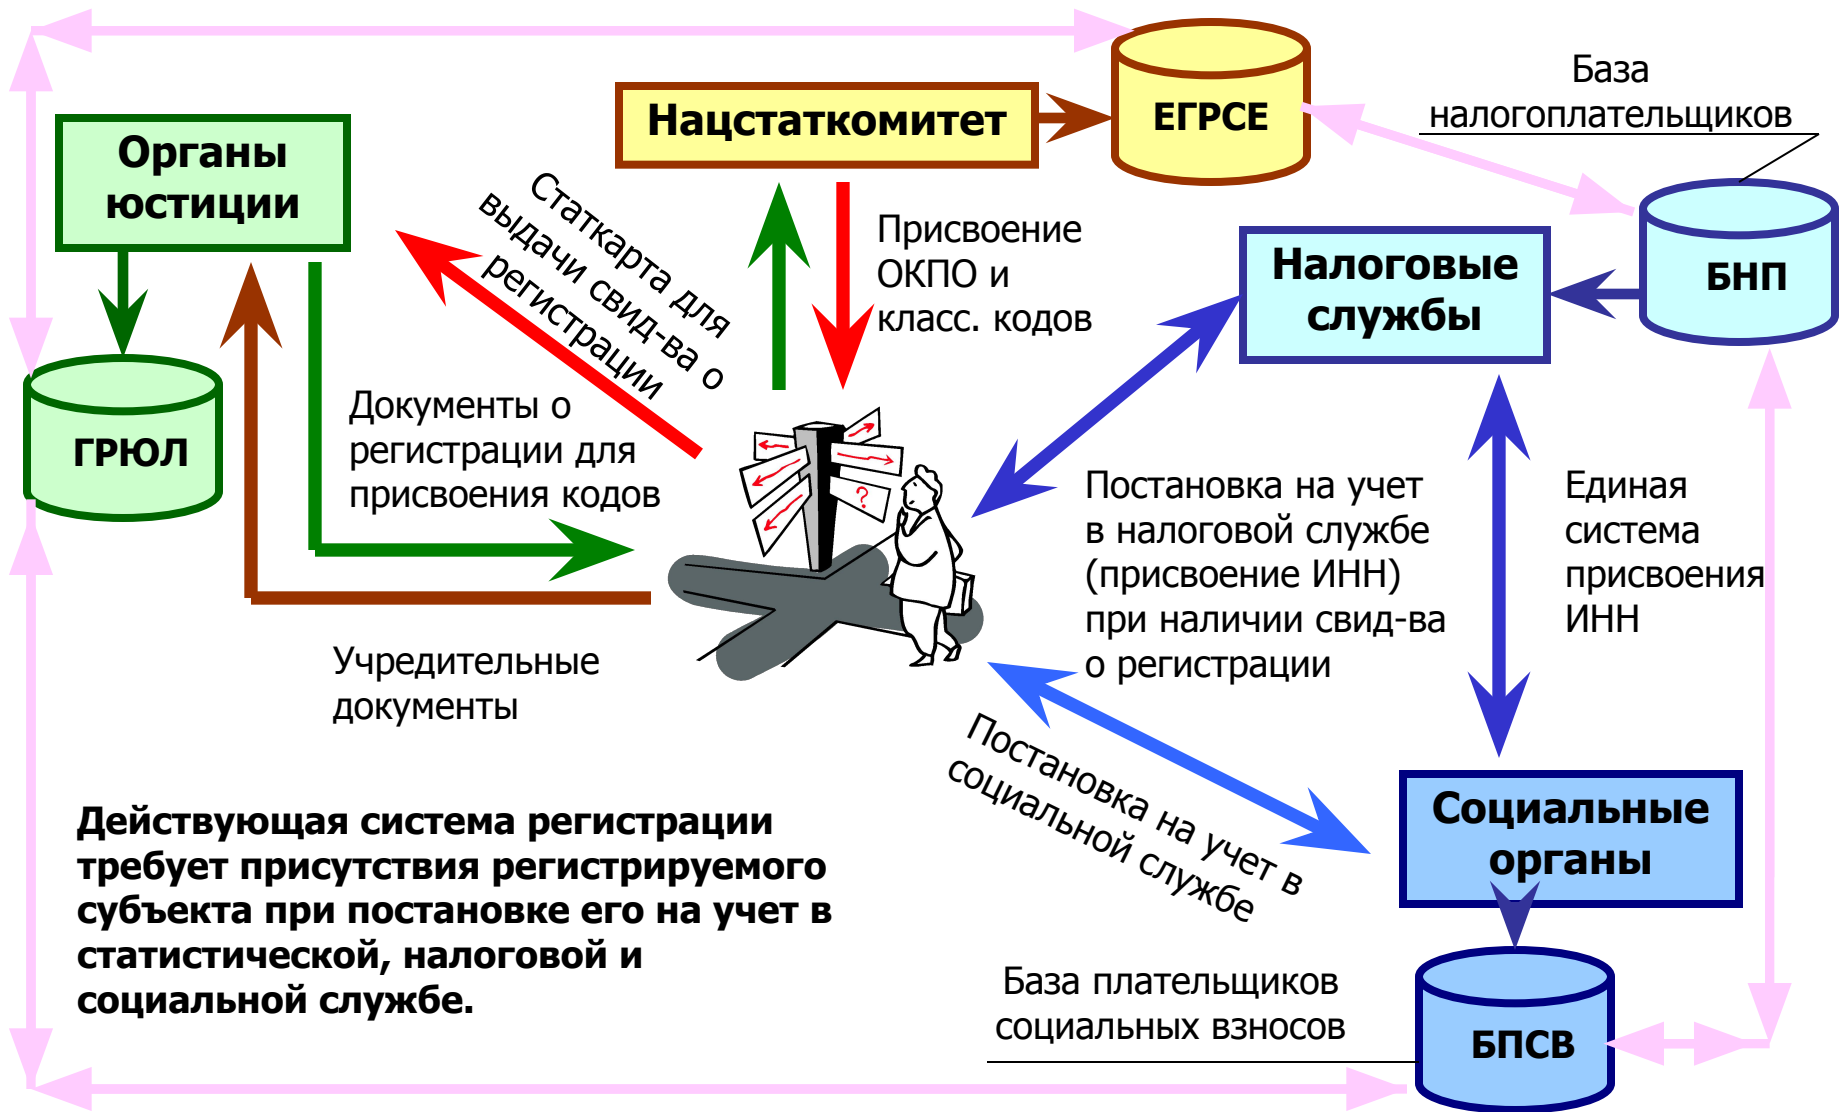 База
налогоплательщиков
ЕГРСЕ
Нацстаткомитет
Органы
юстиции
Статкарта для
выдачи свид-ва о
регистрации
Присвоение
ОКПО и
класс. кодов
Налоговые
службы
БНП
ГРЮЛ
Документы о
регистрации для
присвоения кодов
?
Постановка на учет
в налоговой службе
(присвоение ИНН)
при наличии свид-ва
о регистрации
Единая
система
присвоения
ИНН
Учредительные
документы
Постановка на учет в
социальной службе
Социальные
органы
Действующая система регистрации
требует присутствия регистрируемого
субъекта при постановке его на учет в
статистической, налоговой и
социальной службе.
База плательщиков
социальных взносов
БПСВ